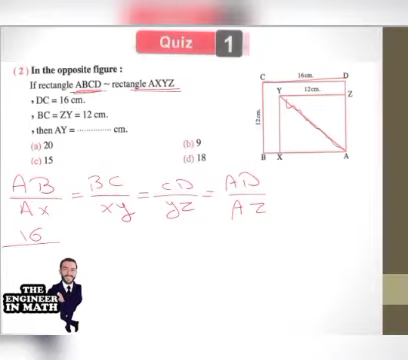 Quiz 1
(2) In the opposite figure :
If rectangle ABCD ~ rectangle AXYZ
, DC = 16 cm.
, BC = ZY = 12 cm.
, then AY = ............... cm.
(a) 20
(b) 9
(c) 15
(d) 18
C 16cm. D
Y 12cm. Z
12cm.
B X A
AB/AX = BC/XY = CD/YZ = AD/AZ
16
THE
ENGINEER
IN MATH